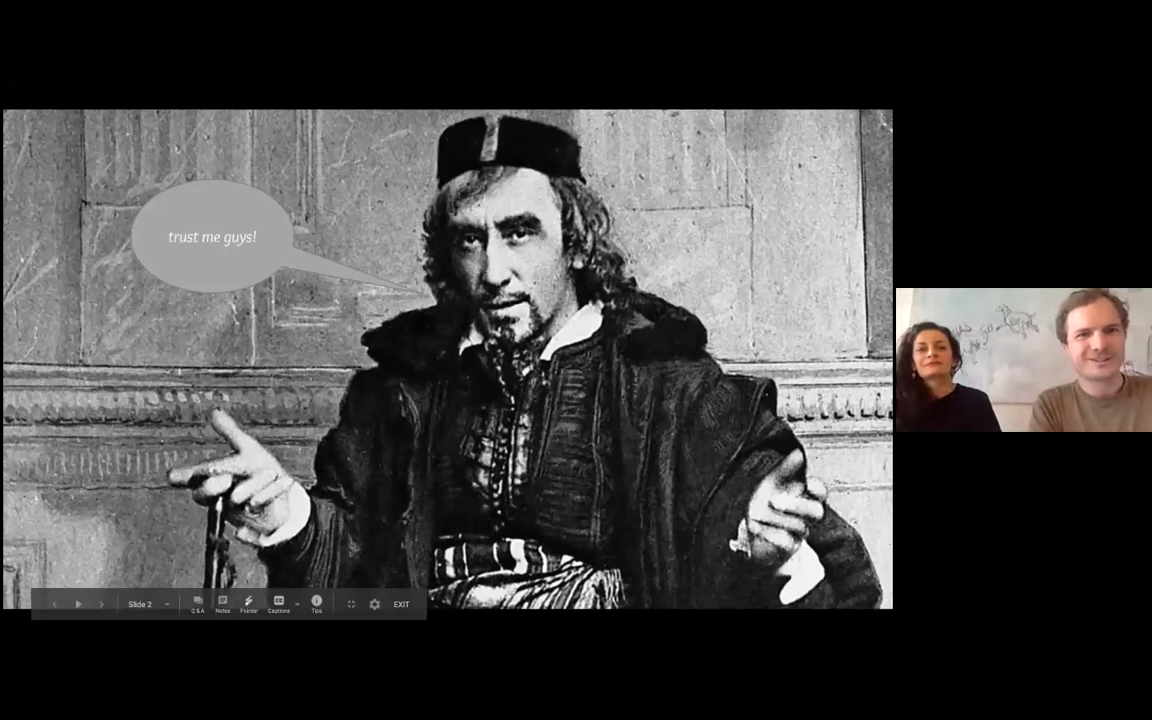 trust me guys!
Slide 2
Q&A
Notes
Pointer
Captions
Tips
EXIT